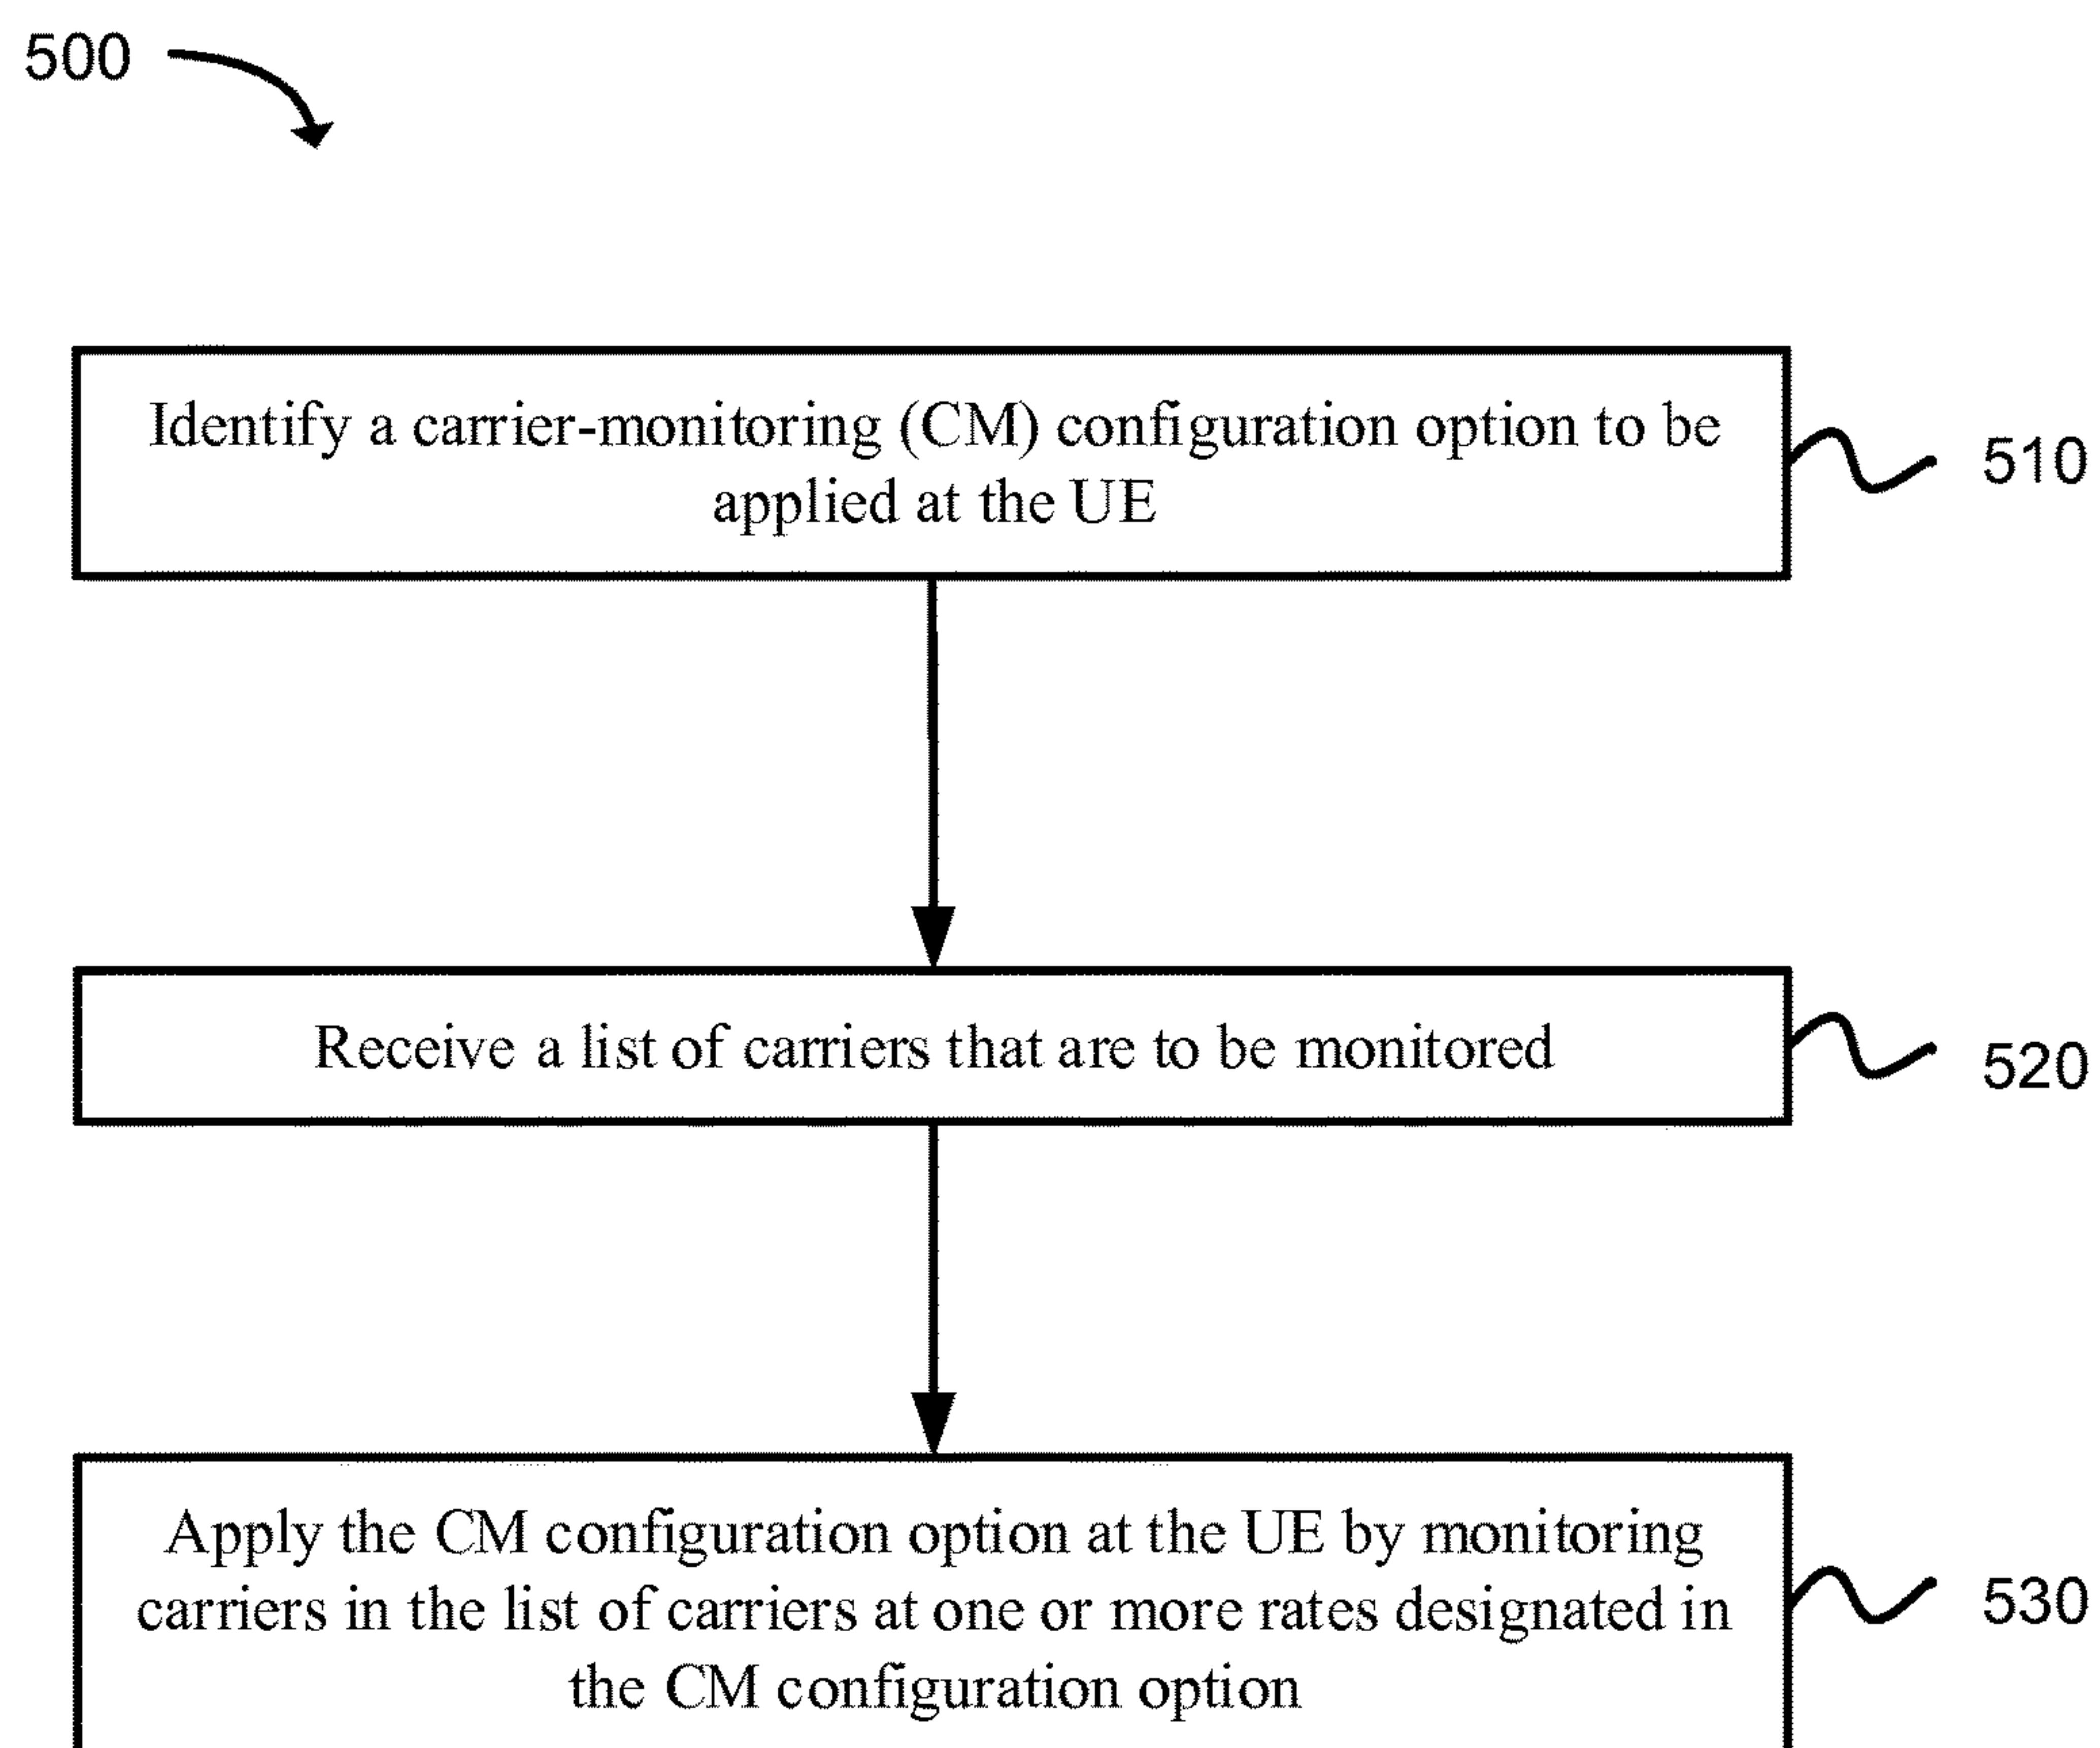 500
Identify a carrier-monitoring (CM) configuration option to be
applied at the UE
510
Receive a list of carriers that are to be monitored
520
Apply the CM configuration option at the UE by monitoring
carriers in the list of carriers at one or more rates designated in
the CM configuration option
530